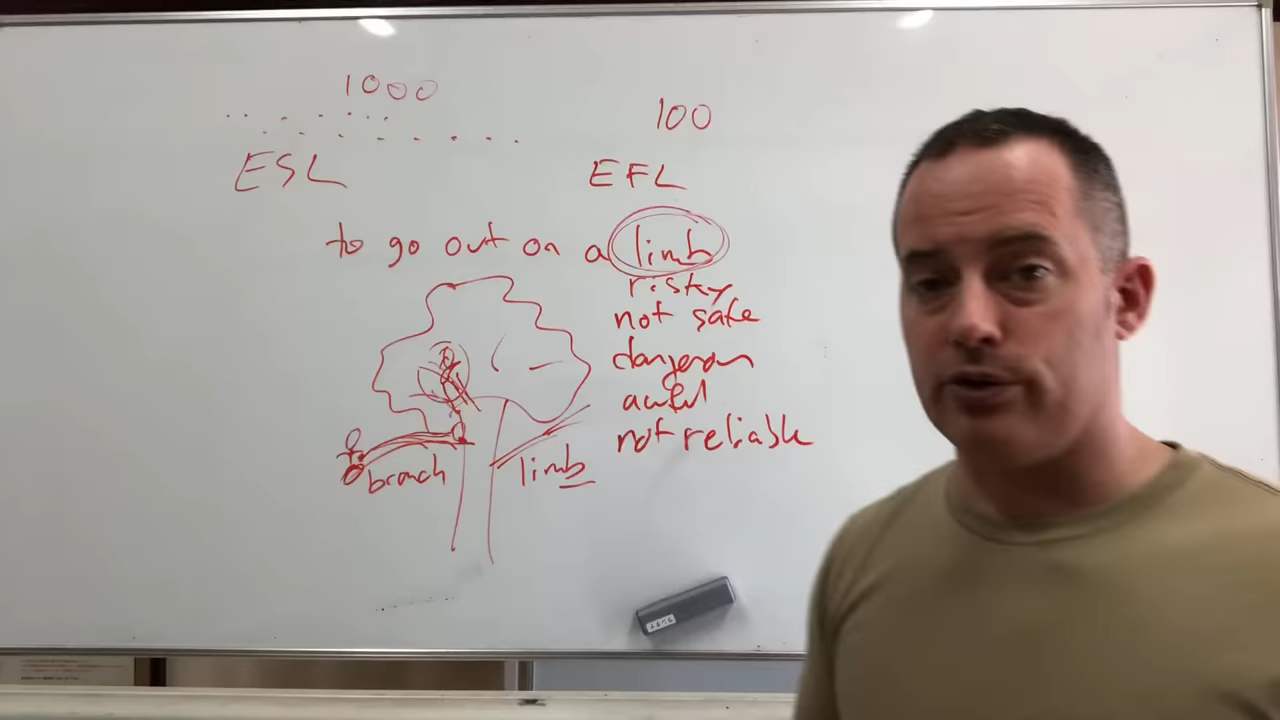 1000
100
ESL
EFL
to go out on a limb
risky
not safe
dangerous
awful
not reliable
branch
limb